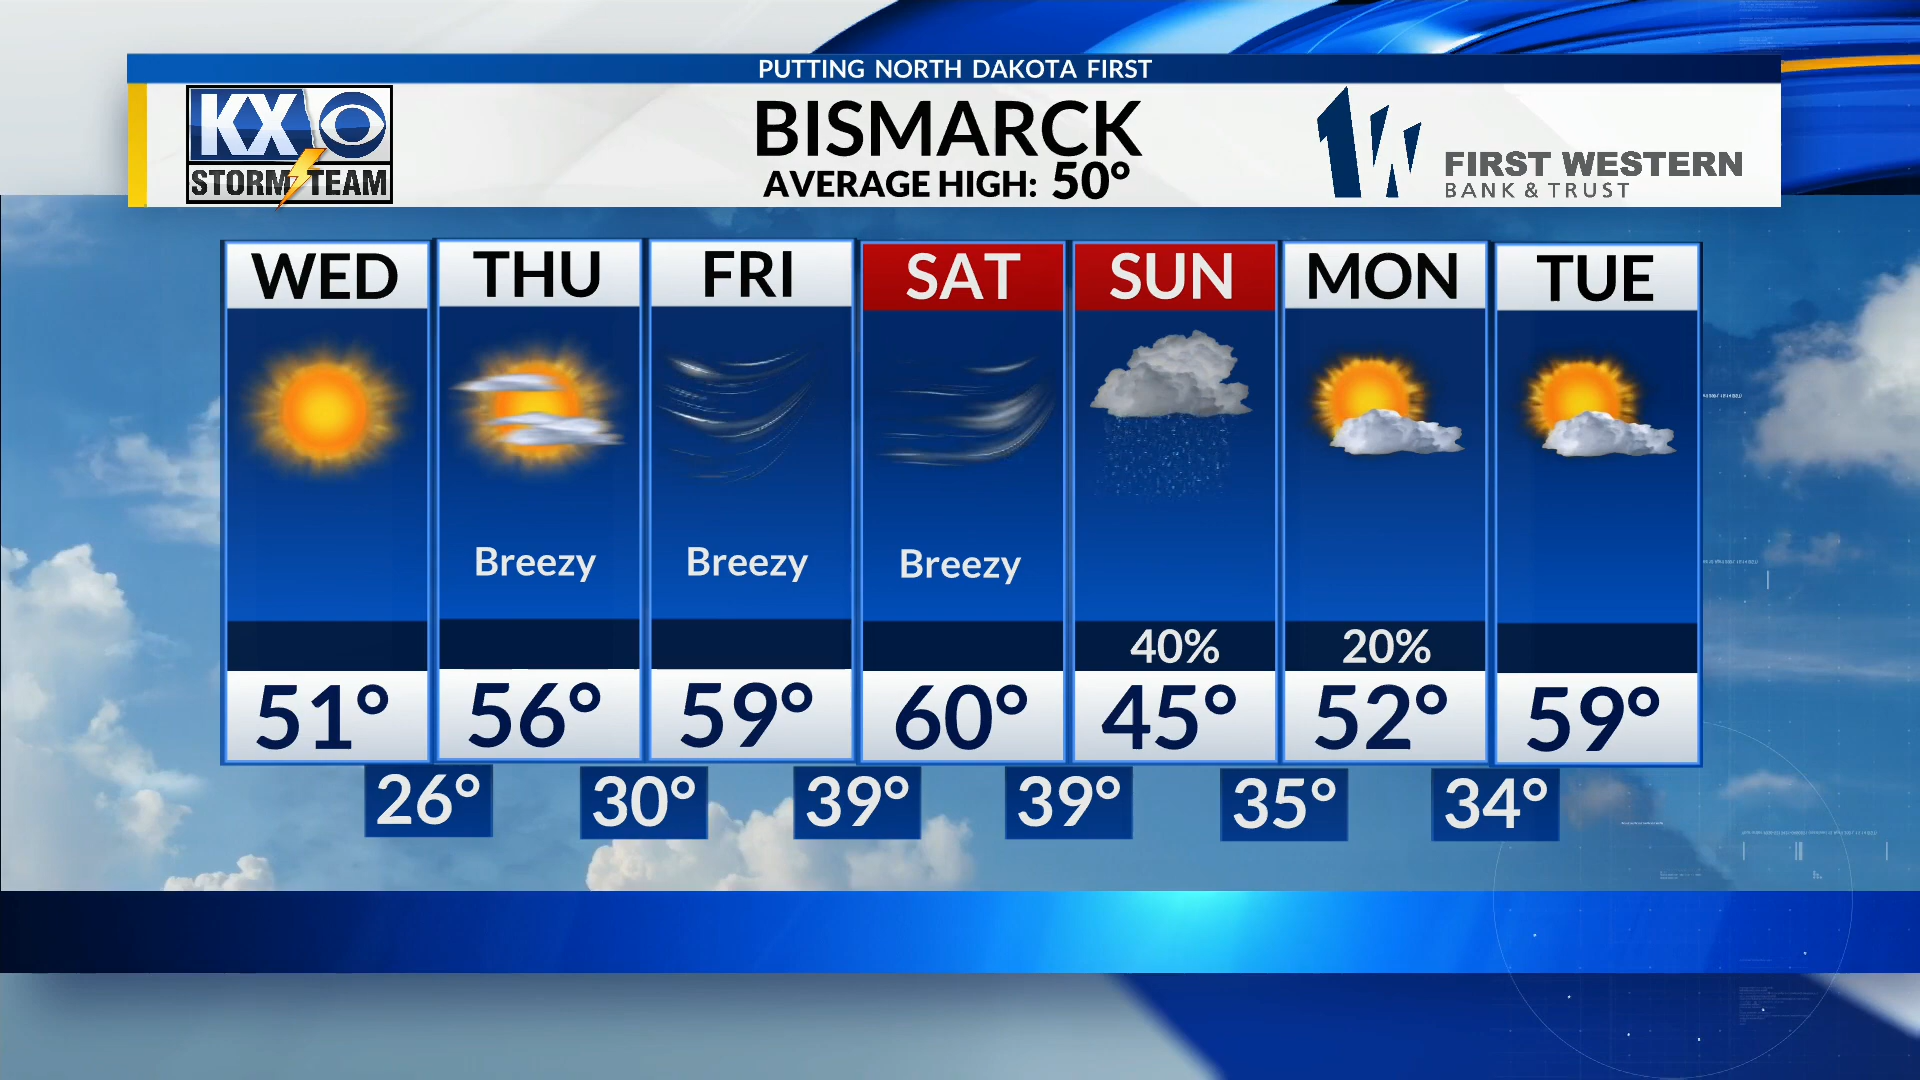 PUTTING NORTH DAKOTA FIRST
KX
STORM TEAM
BISMARCK
AVERAGE HIGH: 50°
1W
FIRST WESTERN
BANK & TRUST
WED THU FRI SAT SUN MON TUE
Breezy Breezy Breezy
40% 20%
51° 56° 59° 60° 45° 52° 59°
26° 30° 39° 39° 35° 34°